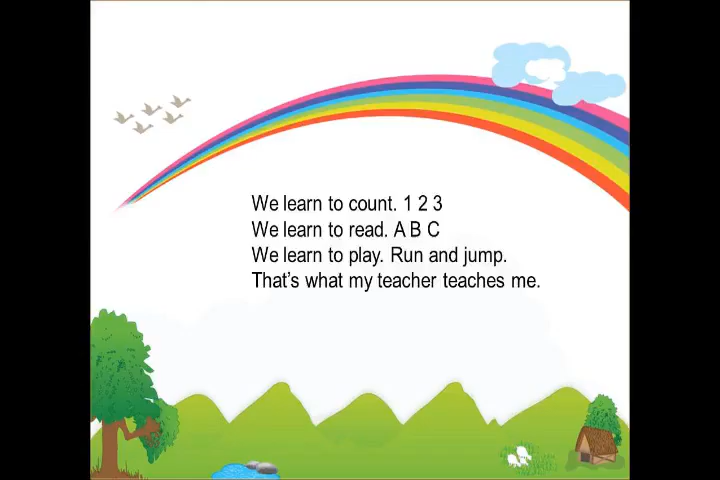 We learn to count. 1 2 3
We learn to read. A B C
We learn to play. Run and jump.
That’s what my teacher teaches me.